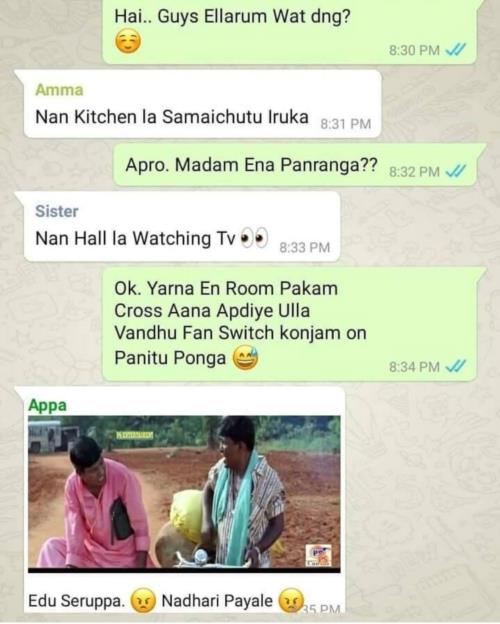 Hai.. Guys Ellarum Wat dng?
☺️
8:30 PM
Amma
Nan Kitchen la Samaichutu Iruka
8:31 PM
Apro. Madam Ena Panranga??
8:32 PM
Sister
Nan Hall la Watching Tv 👀
8:33 PM
Ok. Yarna En Room Pakam
Cross Aana Apdiye Ulla
Vandhu Fan Switch konjam on
Panitu Ponga 😅
8:34 PM
Appa
Edu Seruppa. 😠 Nadhari Payale 😠
35 PM